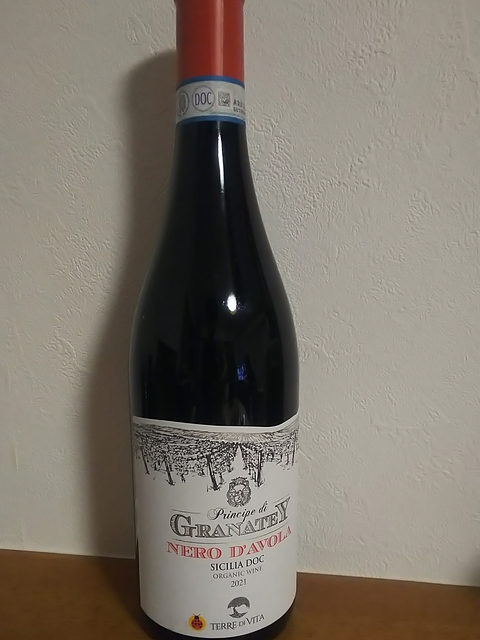 DOC
Principe di
GRANATEY
NERO D'AVOLA
SICILIA DOC
ORGANIC WINE
2021
TERRE DI VITA